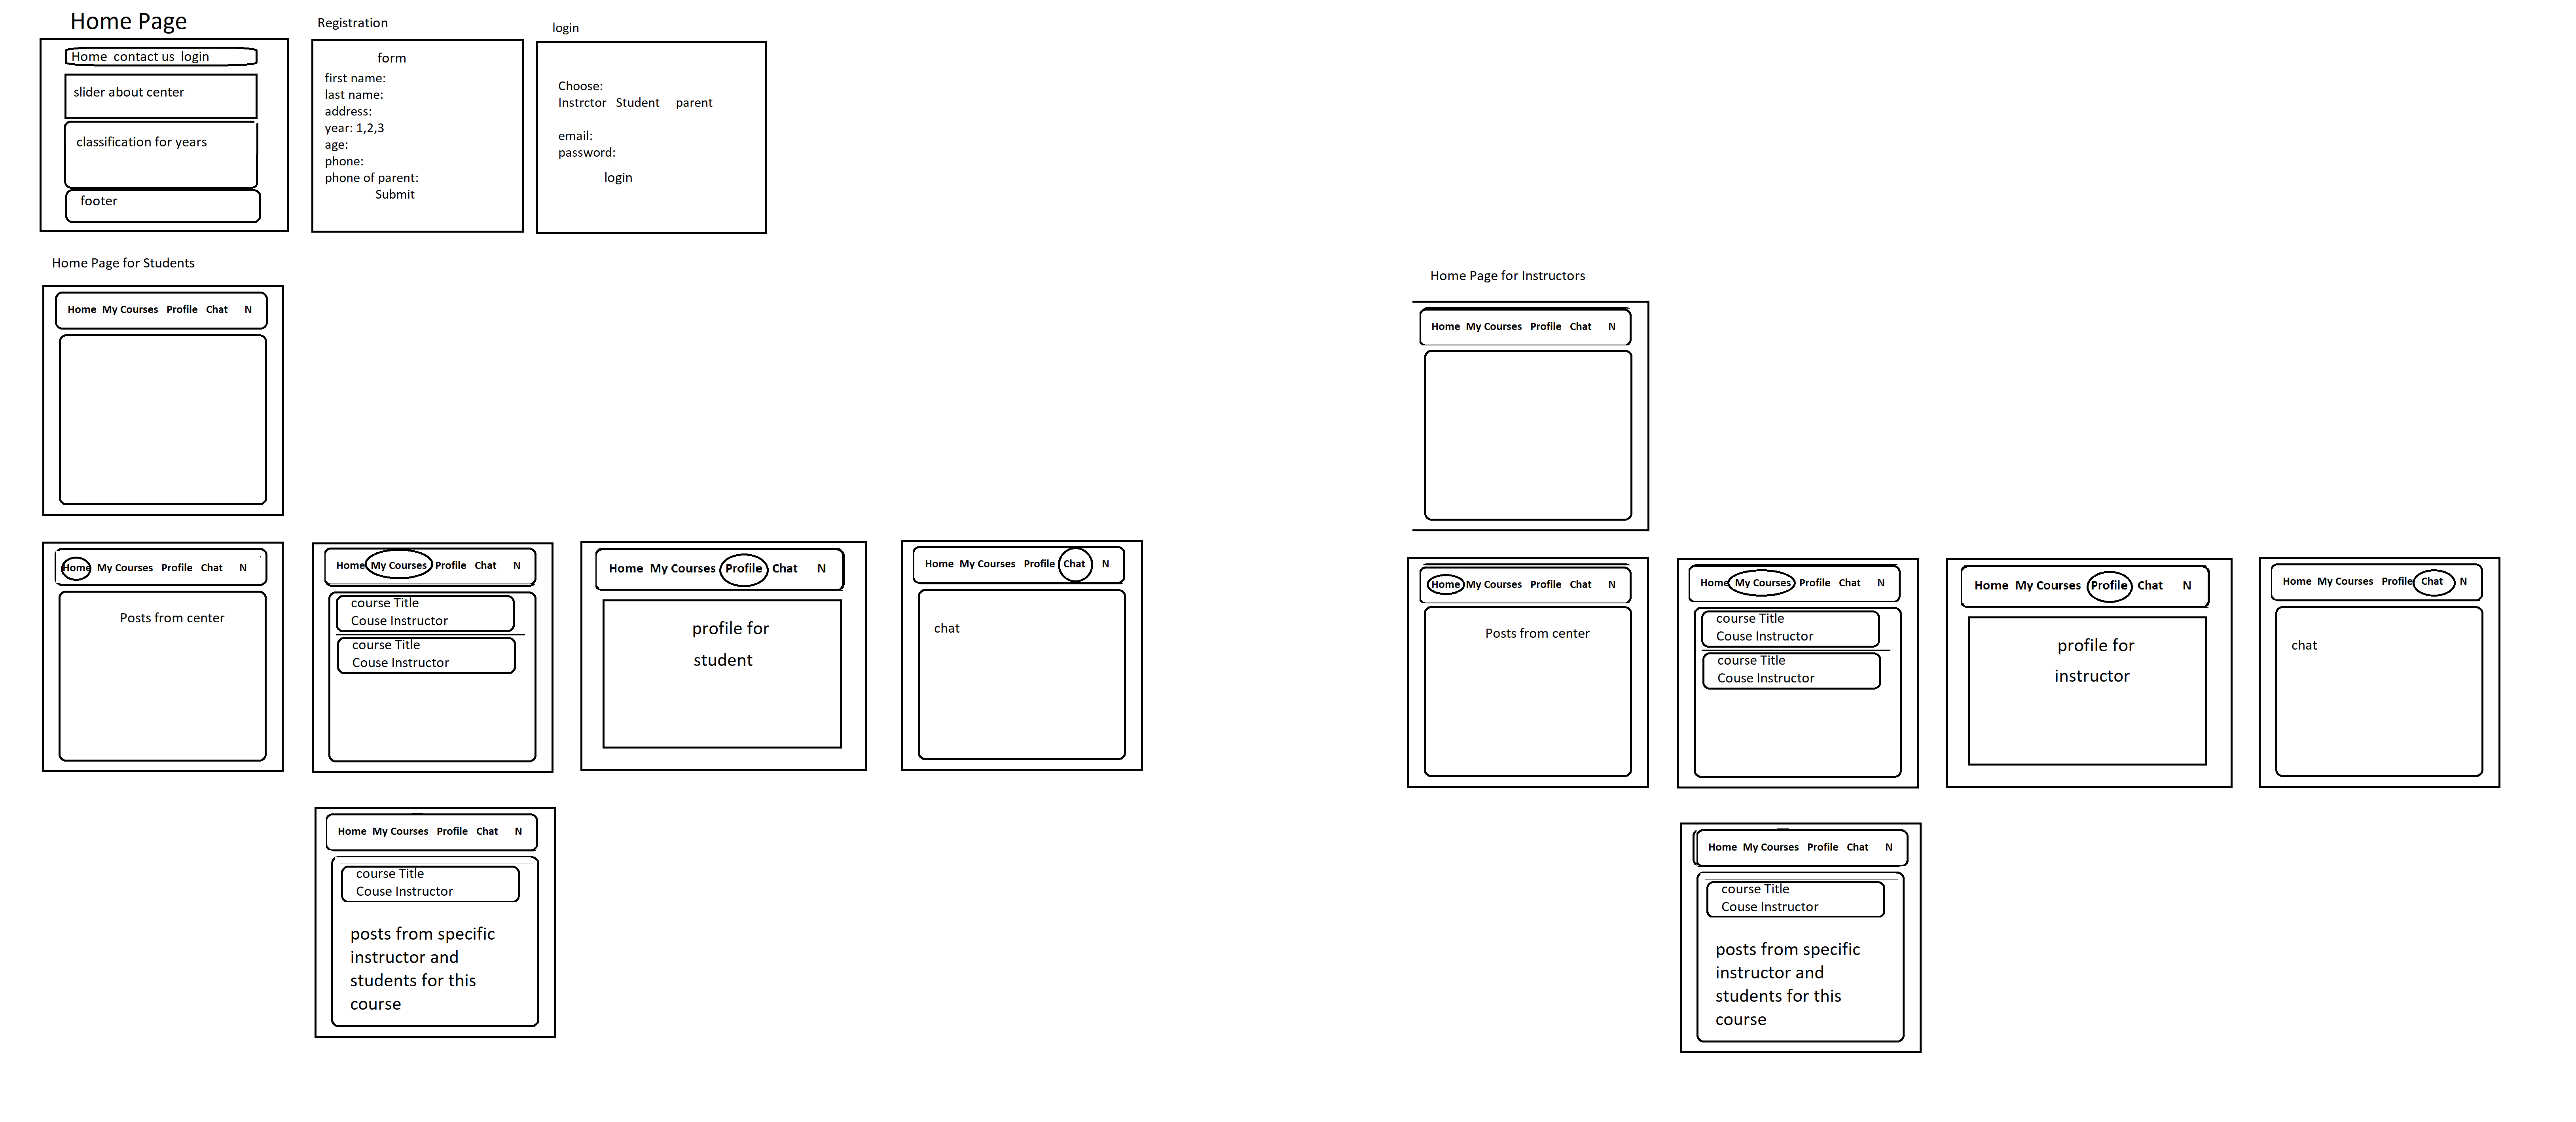 Home Page
Home contact us login
slider about center
classification for years
footer
Registration
form
first name:
last name:
address:
year: 1,2,3
age:
phone:
phone of parent:
Submit
login
Choose:
Instrctor Student parent
email:
password:
login
Home Page for Students
Home My Courses Profile Chat N
Home My Courses Profile Chat N
Posts from center
Home My Courses Profile Chat N
course Title
Couse Instructor
course Title
Couse Instructor
Home My Courses Profile Chat N
profile for
student
Home My Courses Profile Chat N
chat
Home My Courses Profile Chat N
course Title
Couse Instructor
posts from specific
instructor and
students for this
course
Home Page for Instructors
Home My Courses Profile Chat N
Home My Courses Profile Chat N
Posts from center
Home My Courses Profile Chat N
course Title
Couse Instructor
course Title
Couse Instructor
Home My Courses Profile Chat N
profile for
instructor
Home My Courses Profile Chat N
chat
Home My Courses Profile Chat N
course Title
Couse Instructor
posts from specific
instructor and
students for this
course